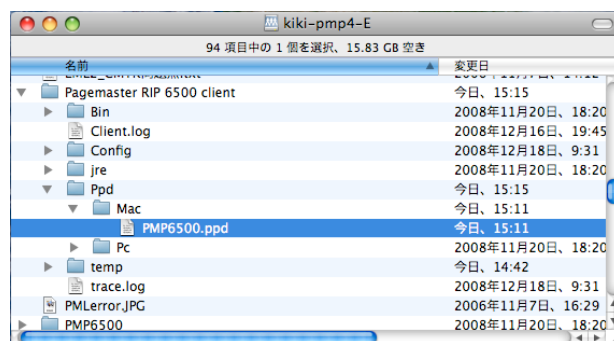 kiki-pmp4-E
94 項目中の 1 個を選択、15.83 GB 空き
名前 変更日
Pagemaster RIP 6500 client 今日、15:15
Bin 2008年11月20日、18:20
Client.log 2008年12月16日、19:45
Config 2008年12月18日、9:31
jre 2008年11月20日、18:20
Ppd 今日、15:15
Mac 今日、15:11
PMP6500.ppd 今日、15:11
Pc 2008年11月20日、18:20
temp 今日、14:42
trace.log 2008年12月18日、9:31
PMLerror.JPG 2006年11月7日、16:29
PMP6500 2008年11月20日、18:20